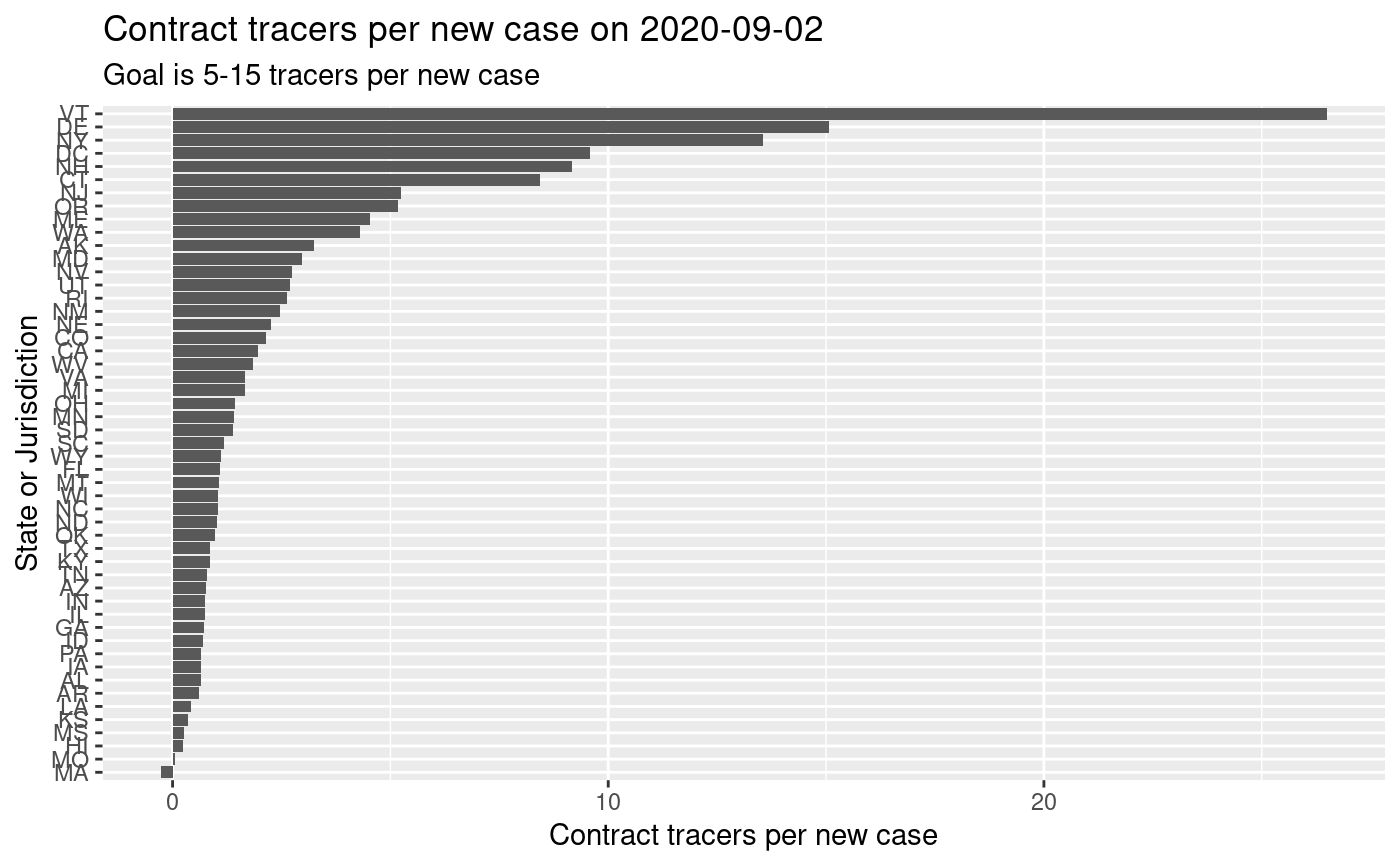 Contract tracers per new case on 2020-09-02
Goal is 5-15 tracers per new case
State or Jurisdiction
VT
DE
NY
DC
NH
CT
NJ
OR
ME
WA
AK
MD
NV
UT
RI
NM
NE
CO
CA
WV
VA
MI
OH
MN
SD
SC
WY
FL
MT
WI
NC
ND
OK
TX
KY
TN
AZ
IN
IL
GA
ID
PA
IA
AL
AR
LA
KS
MS
HI
MO
MA
0 10 20
Contract tracers per new case